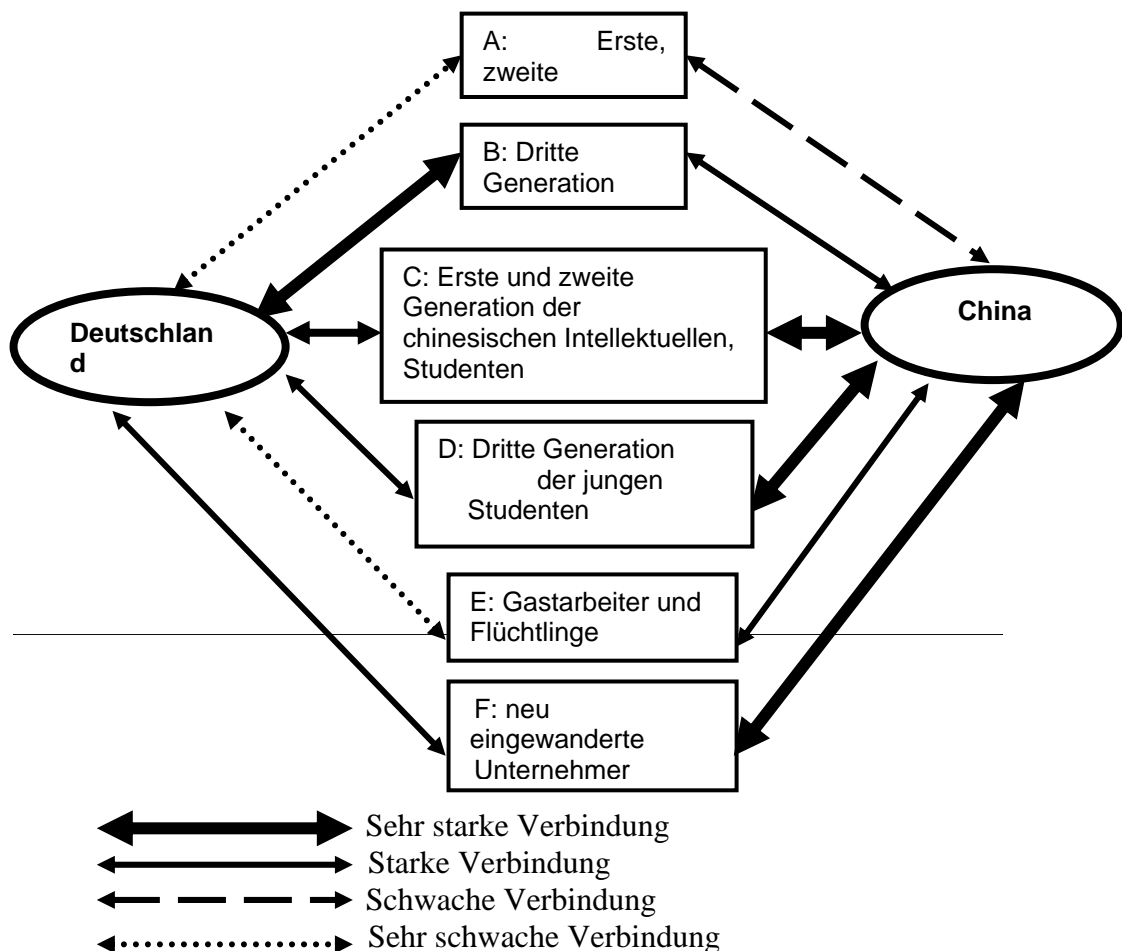 A: Erste,
zweite
B: Dritte
Generation
C: Erste und zweite
Generation der
chinesischen Intellektuellen,
Studenten
Deutschlan
d
China
D: Dritte Generation
der jungen
Studenten
E: Gastarbeiter und
Flüchtlinge
F: neu
eingewanderte
Unternehmer
Sehr starke Verbindung
Starke Verbindung
Schwache Verbindung
Sehr schwache Verbindung